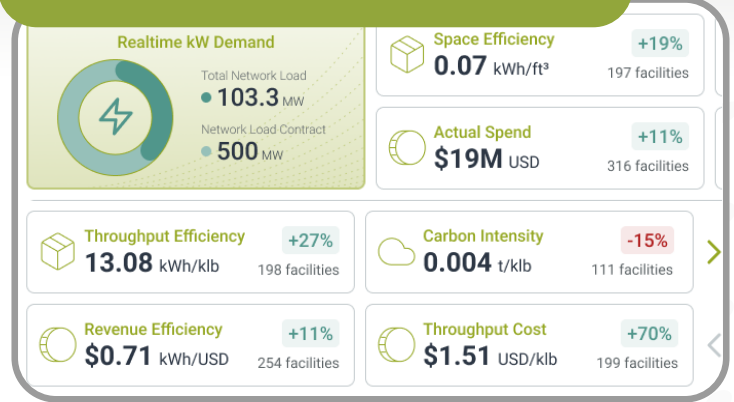 Realtime kW Demand
Total Network Load
103.3 MW
Network Load Contract
500 MW
Space Efficiency
0.07 kWh/ft³
+19%
197 facilities
Actual Spend
$19M USD
+11%
316 facilities
Throughput Efficiency
13.08 kWh/klb
+27%
198 facilities
Carbon Intensity
0.004 t/klb
-15%
111 facilities
Revenue Efficiency
$0.71 kWh/USD
+11%
254 facilities
Throughput Cost
$1.51 USD/klb
+70%
199 facilities